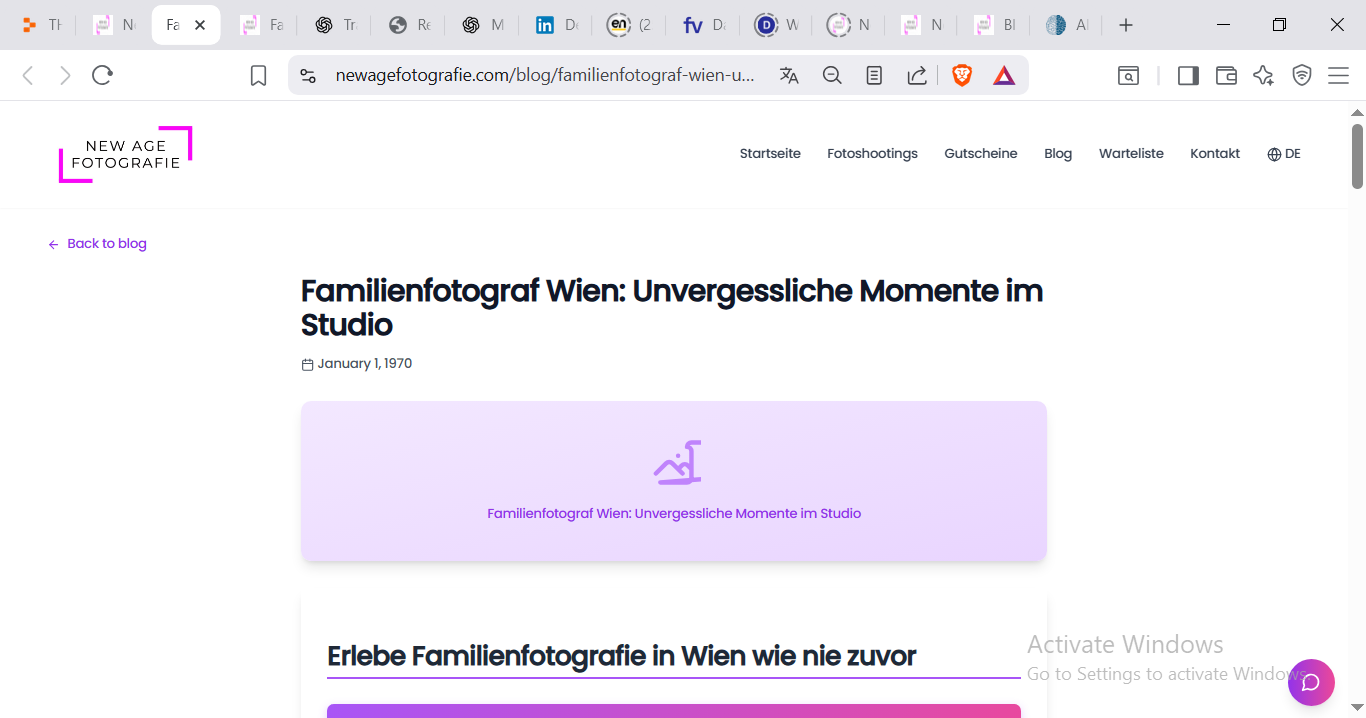 Th
N
Fa
Fa
Tr
Re
M
in
De
en
(2
fv
Da
D
W
N
N
Bl
AI
newagefotografie.com/blog/familienfotograf-wien-u...
NEW AGE
FOTOGRAFIE
Startseite
Fotoshootings
Gutscheine
Blog
Warteliste
Kontakt
DE
Back to blog
Familienfotograf Wien: Unvergessliche Momente im
Studio
January 1, 1970
Familienfotograf Wien: Unvergessliche Momente im Studio
Erlebe Familienfotografie in Wien wie nie zuvor
Activate Windows
Go to Settings to activate Windows.